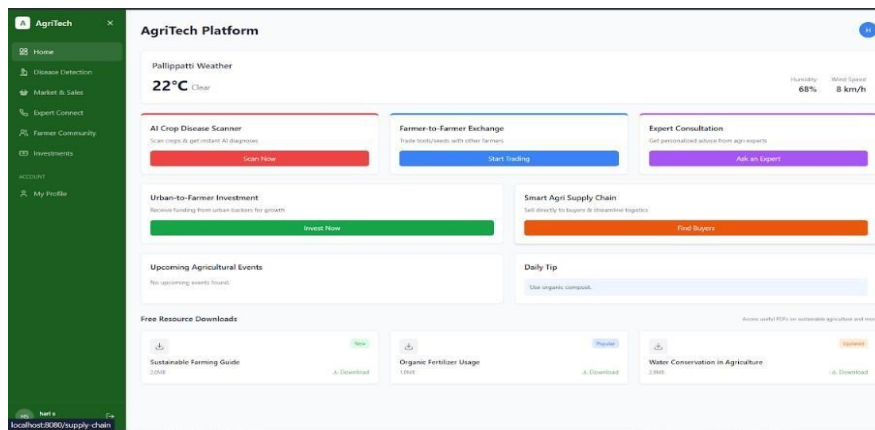 A AgriTech ×
Home
Disease Detection
Market & Sales
Expert Connect
Farmer Community
Investments
ACCOUNT
My Profile
hari s
localhost:8080/supply-chain
AgriTech Platform
Pallippatti Weather
22°C Clear
Humidity
68%
Wind Speed
8 km/h
AI Crop Disease Scanner
Scan crops & get instant AI diagnoses
Scan Now
Farmer-to-Farmer Exchange
Trade tools/seeds with other farmers
Start Trading
Expert Consultation
Get personalized advice from agri experts
Ask an Expert
Urban-to-Farmer Investment
Receive funding from urban backers for growth
Invest Now
Smart Agri Supply Chain
Sell directly to buyers & streamline logistics
Find Buyers
Upcoming Agricultural Events
No upcoming events found.
Daily Tip
Use organic compost.
Free Resource Downloads
Access useful PDFs on sustainable agriculture and more
New
Sustainable Farming Guide
2.0MB
Download
Popular
Organic Fertilizer Usage
1.8MB
Download
Updated
Water Conservation in Agriculture
2.8MB
Download